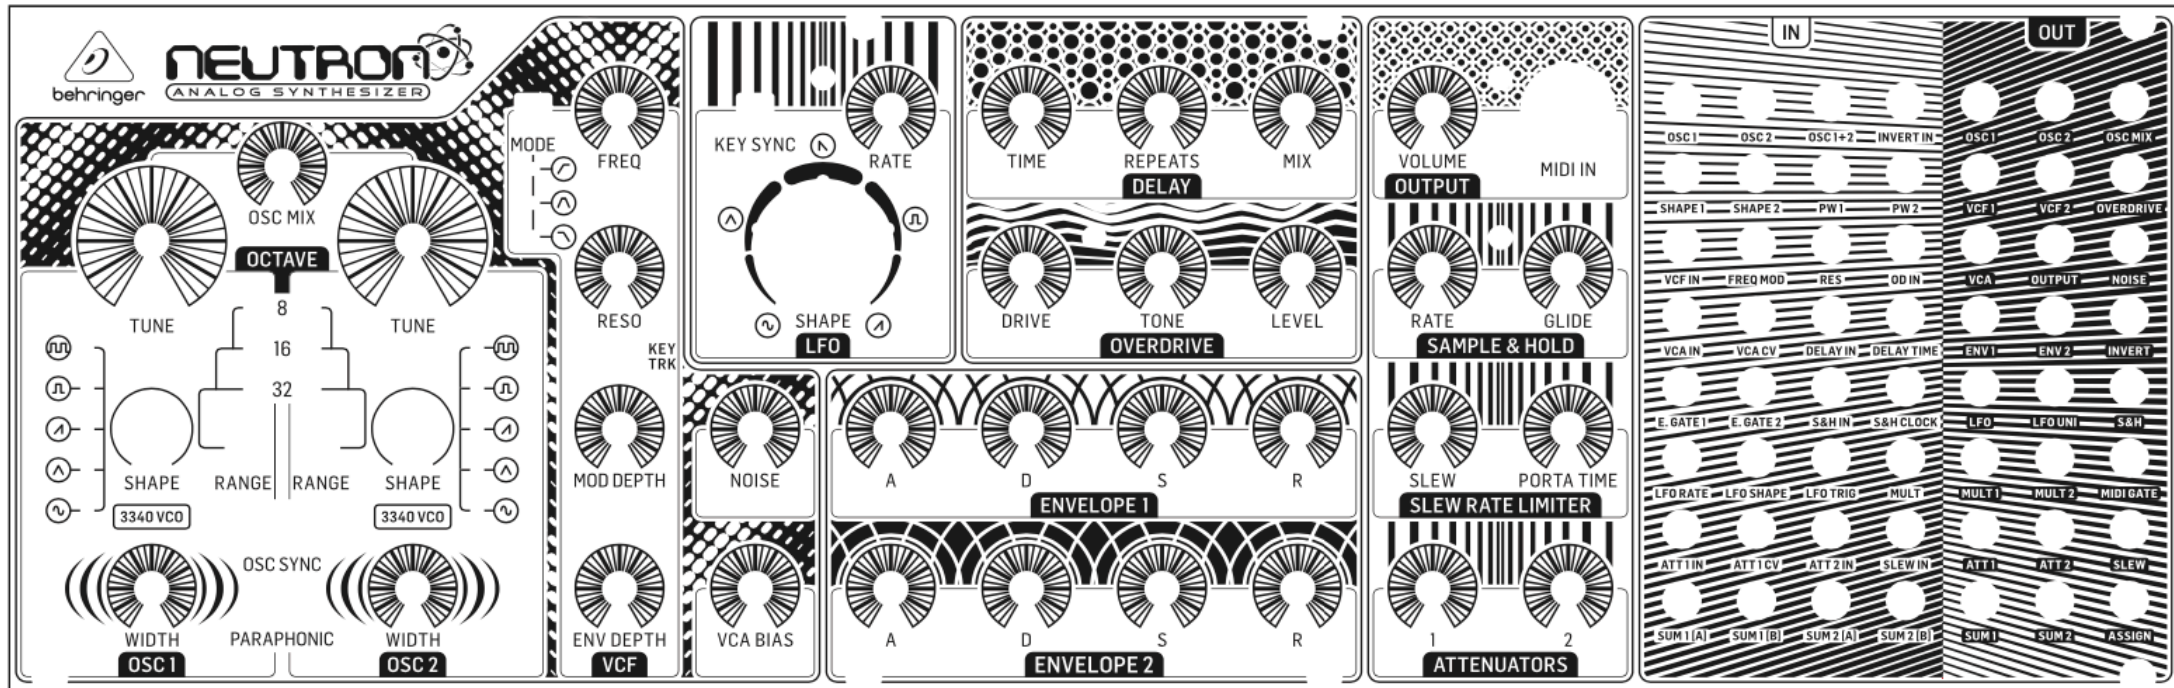 behringer
NEUTRON
ANALOG SYNTHESIZER
OSC MIX
OCTAVE
TUNE
TUNE
8
16
32
SHAPE
RANGE
RANGE
SHAPE
3340 VCO
3340 VCO
OSC SYNC
WIDTH
PARAPHONIC
WIDTH
OSC 1
OSC 2
MODE
FREQ
RESO
KEY
TRK
MOD DEPTH
ENV DEPTH
VCF
KEY SYNC
RATE
SHAPE
LFO
NOISE
VCA BIAS
TIME
REPEATS
MIX
DELAY
DRIVE
TONE
LEVEL
OVERDRIVE
A
D
S
R
ENVELOPE 1
A
D
S
R
ENVELOPE 2
VOLUME
MIDI IN
OUTPUT
RATE
GLIDE
SAMPLE & HOLD
SLEW
PORTA TIME
SLEW RATE LIMITER
1
2
ATTENUATORS
IN
OSC 1 OSC 2 OSC 1+2 INVERT IN
SHAPE 1 SHAPE 2 PW 1 PW 2
VCF IN FREQ MOD RES OD IN
VCA IN VCA CV DELAY IN DELAY TIME
E. GATE 1 E. GATE 2 S&H IN S&H CLOCK
LFO RATE LFO SHAPE LFO TRIG MULT
ATT 1 IN ATT 1 CV ATT 2 IN SLEW IN
SUM 1 [A] SUM 1 [B] SUM 2 [A] SUM 2 [B]
OUT
OSC 1 OSC 2 OSC MIX
VCF 1 VCF 2 OVERDRIVE
VCA OUTPUT NOISE
ENV 1 ENV 2 INVERT
LFO LFO UNI S&H
MULT 1 MULT 2 MIDI GATE
ATT 1 ATT 2 SLEW
SUM 1 SUM 2 ASSIGN